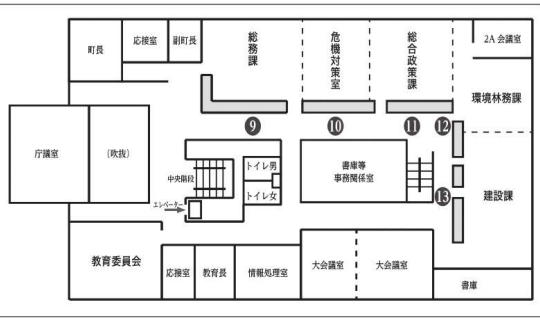 町長
応接室
副町長
総務課
危機対策室
総合政策課
2A 会議室
環境林務課
⑨
⑩
⑪
⑫
庁議室
（吹抜）
中央階段
トイレ男
トイレ女
エレベーター
書庫等
事務関係室
⑬
建設課
教育委員会
応接室
教育長
情報処理室
大会議室
大会議室
書庫